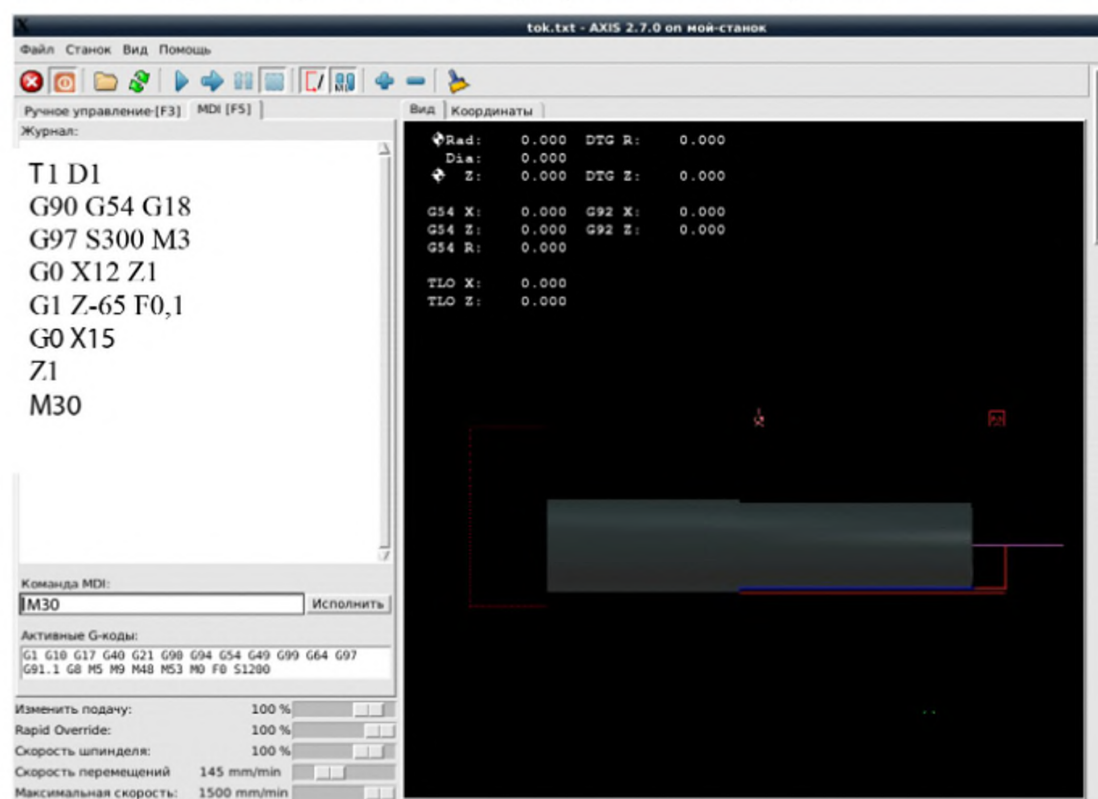 tok.txt - AXIS 2.7.0 on мой-станок
Файл Станок Вид Помощь
Ручное управление-[F3] MDI [F5]
Журнал:
T1 D1
G90 G54 G18
G97 S300 M3
G0 X12 Z1
G1 Z-65 F0,1
G0 X15
Z1
M30
Команда MDI:
M30 Исполнить
Активные G-коды:
G1 G10 G17 G40 G21 G90 G94 G54 G49 G99 G64 G97
G91.1 G8 M5 M9 M48 M53 M0 F0 S1200
Изменить подачу: 100 %
Rapid Override: 100 %
Скорость шпинделя: 100 %
Скорость перемещений 145 mm/min
Максимальная скорость: 1500 mm/min
Вид Координаты
Rad: 0.000 DTG R: 0.000
Dia: 0.000
Z: 0.000 DTG Z: 0.000
G54 X: 0.000 G92 X: 0.000
G54 Z: 0.000 G92 Z: 0.000
G54 R: 0.000
TLO X: 0.000
TLO Z: 0.000